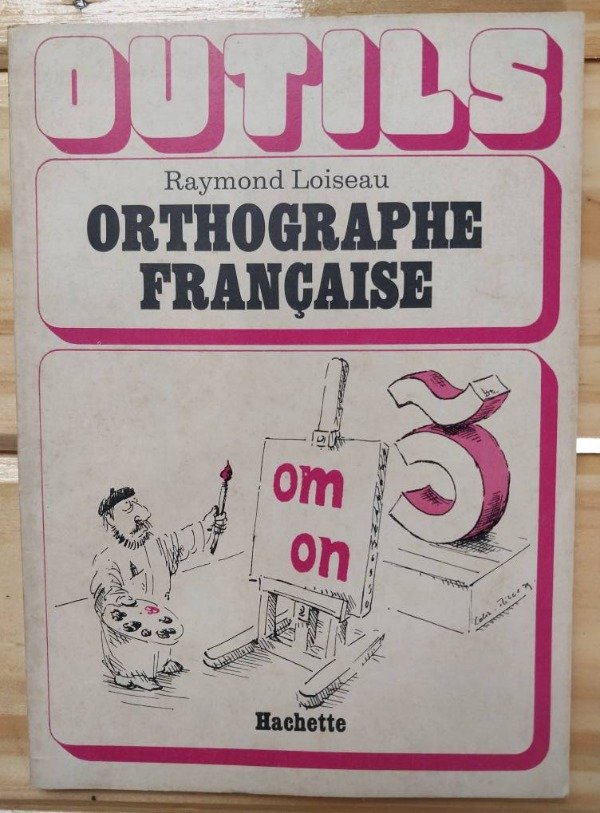 OUTILS
Raymond Loiseau
ORTHOGRAPHE
FRANÇAISE
om
on
Hachette